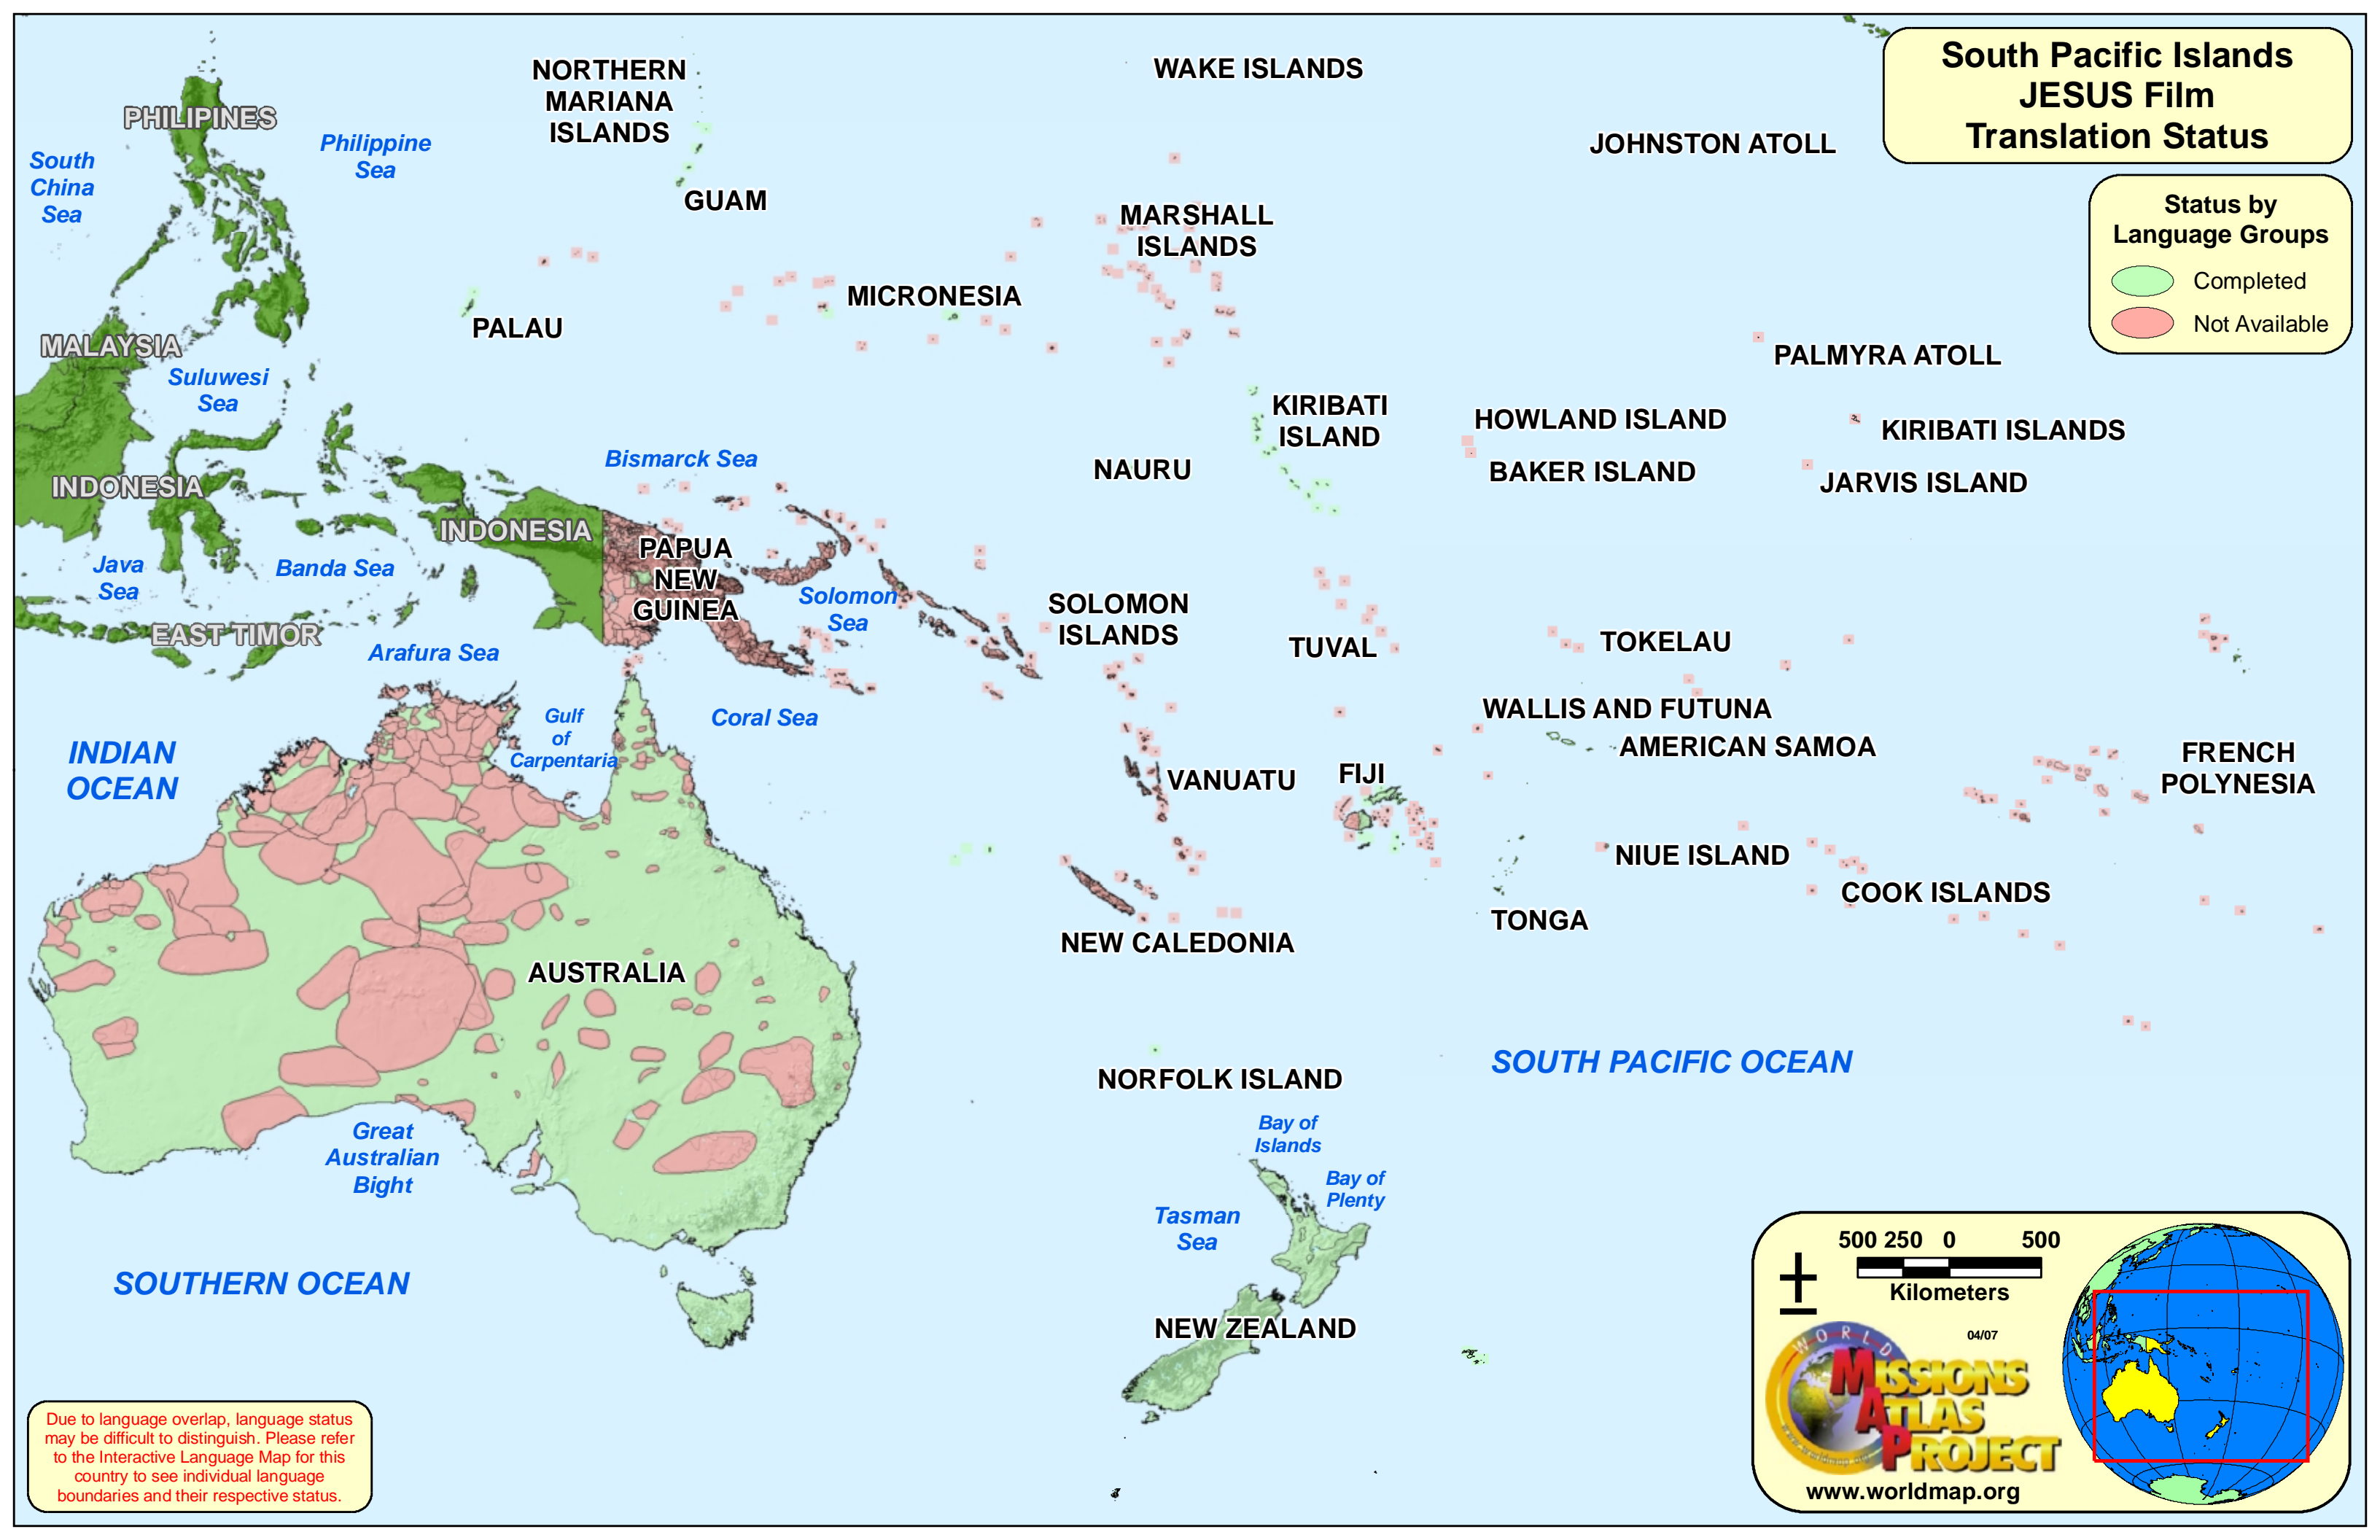 South Pacific Islands
JESUS Film
Translation Status
Status by
Language Groups
Completed
Not Available
NORTHERN
MARIANA
ISLANDS
WAKE ISLANDS
PHILIPINES
Philippine
Sea
South
China
Sea
JOHNSTON ATOLL
GUAM
MARSHALL
ISLANDS
MICRONESIA
PALAU
MALAYSIA
Suluwesi
Sea
PALMYRA ATOLL
KIRIBATI
ISLAND
HOWLAND ISLAND
KIRIBATI ISLANDS
Bismarck Sea
NAURU
BAKER ISLAND
JARVIS ISLAND
INDONESIA
INDONESIA
PAPUA
NEW
GUINEA
Java
Sea
Banda Sea
Solomon
Sea
SOLOMON
ISLANDS
EAST TIMOR
Arafura Sea
TUVAL
TOKELAU
Gulf
of
Carpentaria
Coral Sea
WALLIS AND FUTUNA
AMERICAN SAMOA
INDIAN
OCEAN
VANUATU
FIJI
FRENCH
POLYNESIA
NIUE ISLAND
COOK ISLANDS
TONGA
NEW CALEDONIA
AUSTRALIA
NORFOLK ISLAND
SOUTH PACIFIC OCEAN
Great
Australian
Bight
Bay of
Islands
Bay of
Plenty
Tasman
Sea
SOUTHERN OCEAN
NEW ZEALAND
500 250 0 500
Kilometers
04/07
WORLD
MISSIONS
ATLAS
PROJECT
www.worldmap.org
www.worldmap.org
Due to language overlap, language status
may be difficult to distinguish. Please refer
to the Interactive Language Map for this
country to see individual language
boundaries and their respective status.